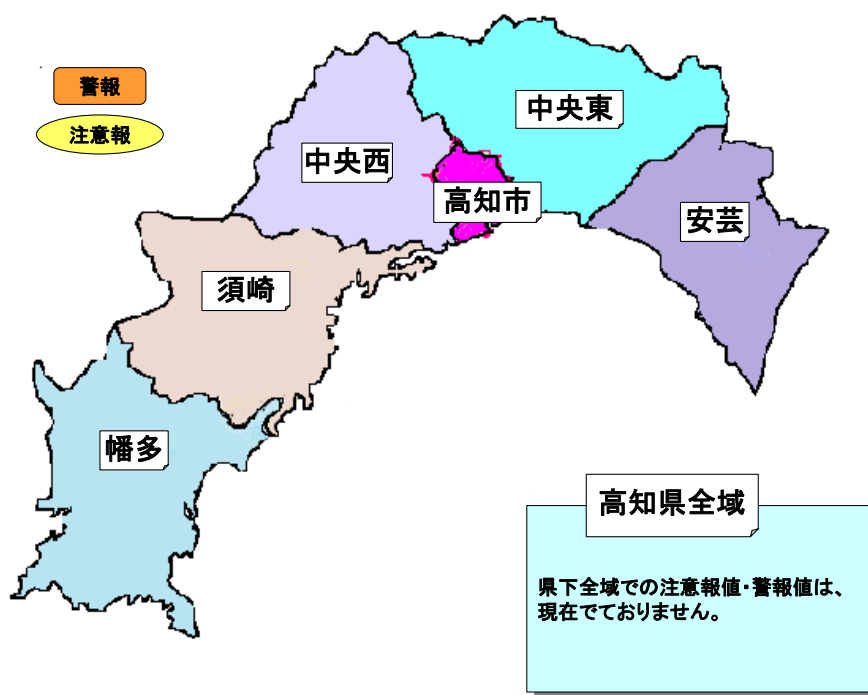 警報
注意報
中央東
中央西
高知市
安芸
須崎
幡多
高知県全域
県下全域での注意報値・警報値は、
現在でておりません。